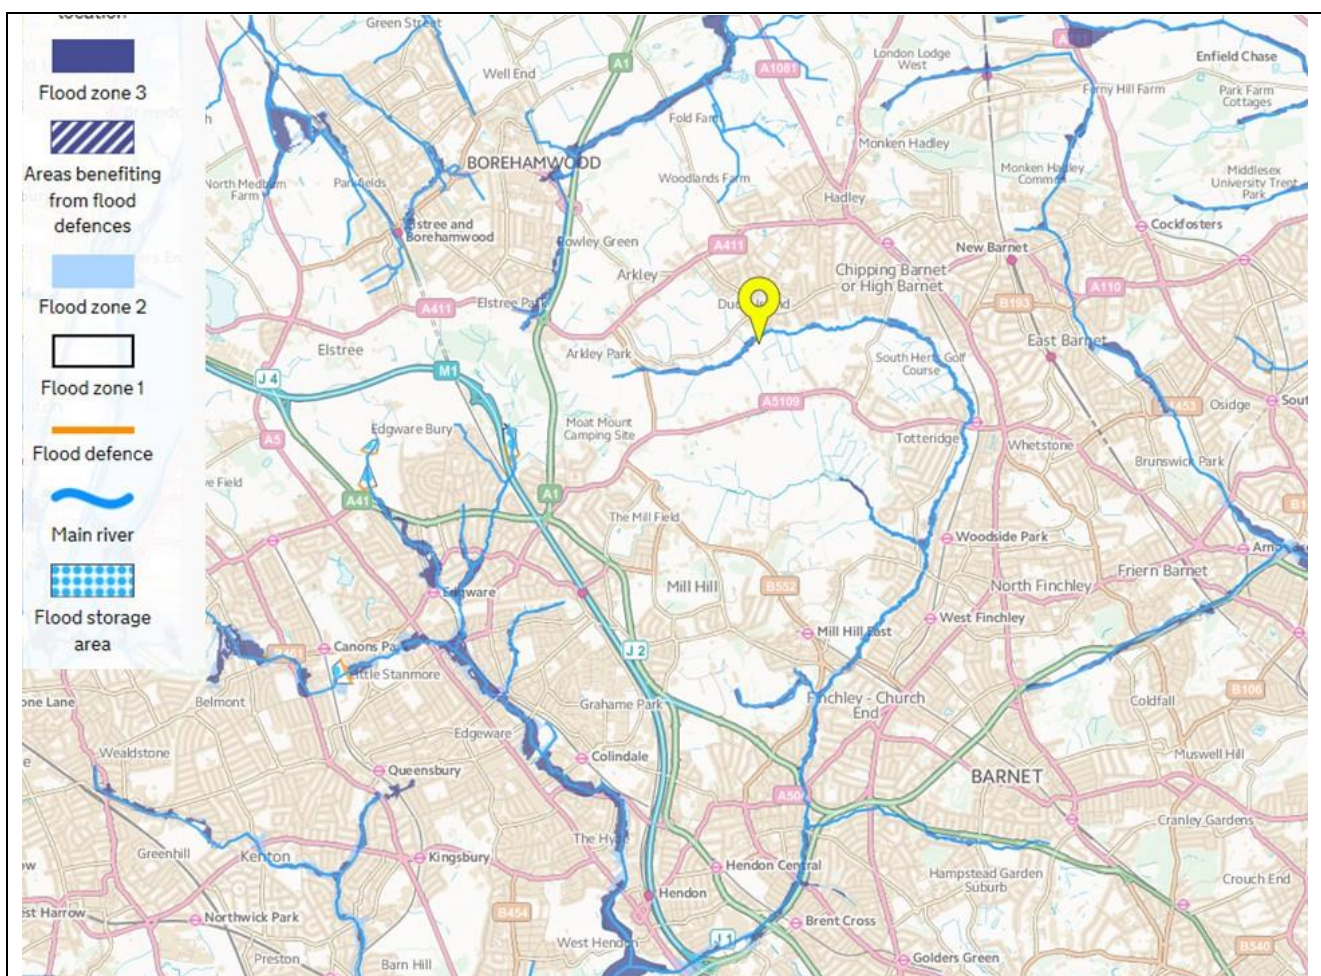 location
Flood zone 3
Areas benefiting
from flood
defences
Flood zone 2
Flood zone 1
Flood defence
Main river
Flood storage
area
Green Street
Well End
A1
A1081
London Lodge
West
Enfield Chase
Ferny Hill Farm
Park Farm
Cottages
Fold Farm
Monken Hadley
BOREHAMWOOD
Woodlands Farm
Monken Hadley
Common
Middlesex
University Trent
Park
North Medburn
Farm
Parkfields
Hadley
Cockfosters
Elstree and
Borehamwood
Rowley Green
A411
New Barnet
Arkley
Chipping Barnet
or High Barnet
A110
Elstree Park
A411
B193
East Barnet
Elstree
Arkley Park
South Herts Golf
Course
J 4
M1
A5109
Osidge
A5
Edgware Bury
Moat Mount
Camping Site
Totteridge
Whetstone
Brunswick Park
A41
A1
The Mill Field
Woodside Park
Friern Barnet
Edgware
Mill Hill
B552
North Finchley
West Finchley
Canons Pa
Mill Hill East
J 2
Little Stanmore
Belmont
Grahame Park
Finchley - Church
End
B106
Coldfall
Edgeware
Wealdstone
Colindale
Muswell Hill
Queensbury
BARNET
A504
Cranley Gardens
The Hyde
Greenhill
Kenton
Kingsbury
Hendon Central
Hampstead Garden
Suburb
Crouch End
Hendon
est Harrow
Northwick Park
B454
Brent Cross
West Hendon
J 1
B540
Preston
Barn Hill
Golders Green